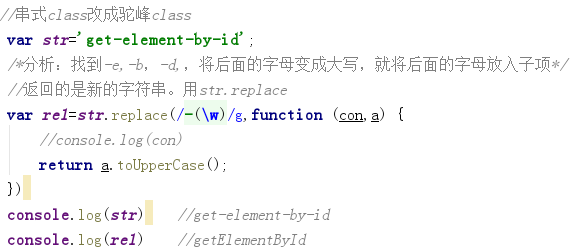 //串式class改成驼峰class
var str='get-element-by-id';
/*分析：找到-e,-b, -d,, 将后面的字母变成大写，就将后面的字母放入子项*/
//返回的是新的字符串。用str.replace
var re1=str.replace(/-(\w)/g,function (con,a) {
//console.log(con)
return a.toUpperCase();
})
console.log(str) //get-element-by-id
console.log(re1) //getElementById